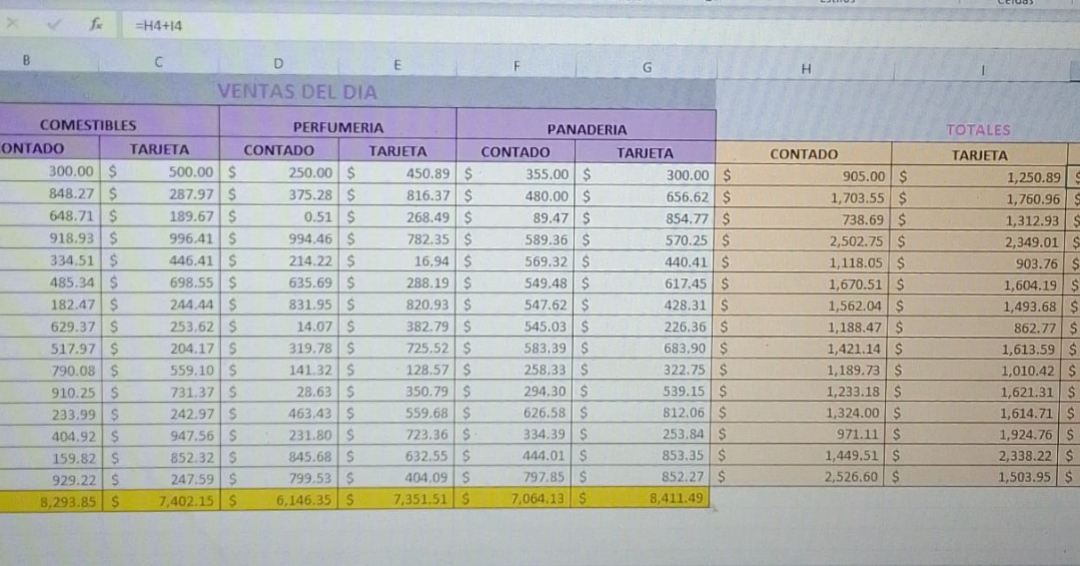 fx =H4+I4
B C D E F G H I
VENTAS DEL DIA
COMESTIBLES PERFUMERIA PANADERIA TOTALES
ONTADO TARJETA CONTADO TARJETA CONTADO TARJETA CONTADO TARJETA
300.00 $ 500.00 $ 250.00 $ 450.89 $ 355.00 $ 300.00 $ 905.00 $ 1,250.89 $
848.27 $ 287.97 $ 375.28 $ 816.37 $ 480.00 $ 656.62 $ 1,703.55 $ 1,760.96 $
648.71 $ 189.67 $ 0.51 $ 268.49 $ 89.47 $ 854.77 $ 738.69 $ 1,312.93 $
918.93 $ 996.41 $ 994.46 $ 782.35 $ 589.36 $ 570.25 $ 2,502.75 $ 2,349.01 $
334.51 $ 446.41 $ 214.22 $ 16.94 $ 569.32 $ 440.41 $ 1,118.05 $ 903.76 $
485.34 $ 698.55 $ 635.69 $ 288.19 $ 549.48 $ 617.45 $ 1,670.51 $ 1,604.19 $
182.47 $ 244.44 $ 831.95 $ 820.93 $ 547.62 $ 428.31 $ 1,562.04 $ 1,493.68 $
629.37 $ 253.62 $ 14.07 $ 382.79 $ 545.03 $ 226.36 $ 1,188.47 $ 862.77 $
517.97 $ 204.17 $ 319.78 $ 725.52 $ 583.39 $ 683.90 $ 1,421.14 $ 1,613.59 $
790.08 $ 559.10 $ 141.32 $ 128.57 $ 258.33 $ 322.75 $ 1,189.73 $ 1,010.42 $
910.25 $ 731.37 $ 28.63 $ 350.79 $ 294.30 $ 539.15 $ 1,233.18 $ 1,621.31 $
233.99 $ 242.97 $ 463.43 $ 559.68 $ 626.58 $ 812.06 $ 1,324.00 $ 1,614.71 $
404.92 $ 947.56 $ 231.80 $ 723.36 $ 334.39 $ 253.84 $ 971.11 $ 1,924.76 $
159.82 $ 852.32 $ 845.68 $ 632.55 $ 444.01 $ 853.35 $ 1,449.51 $ 2,338.22 $
929.22 $ 247.59 $ 799.53 $ 404.09 $ 797.85 $ 852.27 $ 2,526.60 $ 1,503.95 $
8,293.85 $ 7,402.15 $ 6,146.35 $ 7,351.51 $ 7,064.13 $ 8,411.49